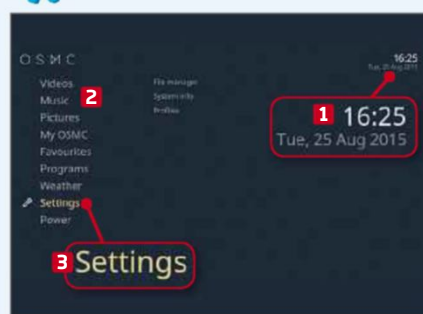 OSMC
16:25
Tue, 25 Aug 2015
Videos
File manager
2
Music
System info
Pictures
Profiles
1 16:25
Tue, 25 Aug 2015
My OSMC
Favourites
Programs
Weather
Settings
Power
3 Settings